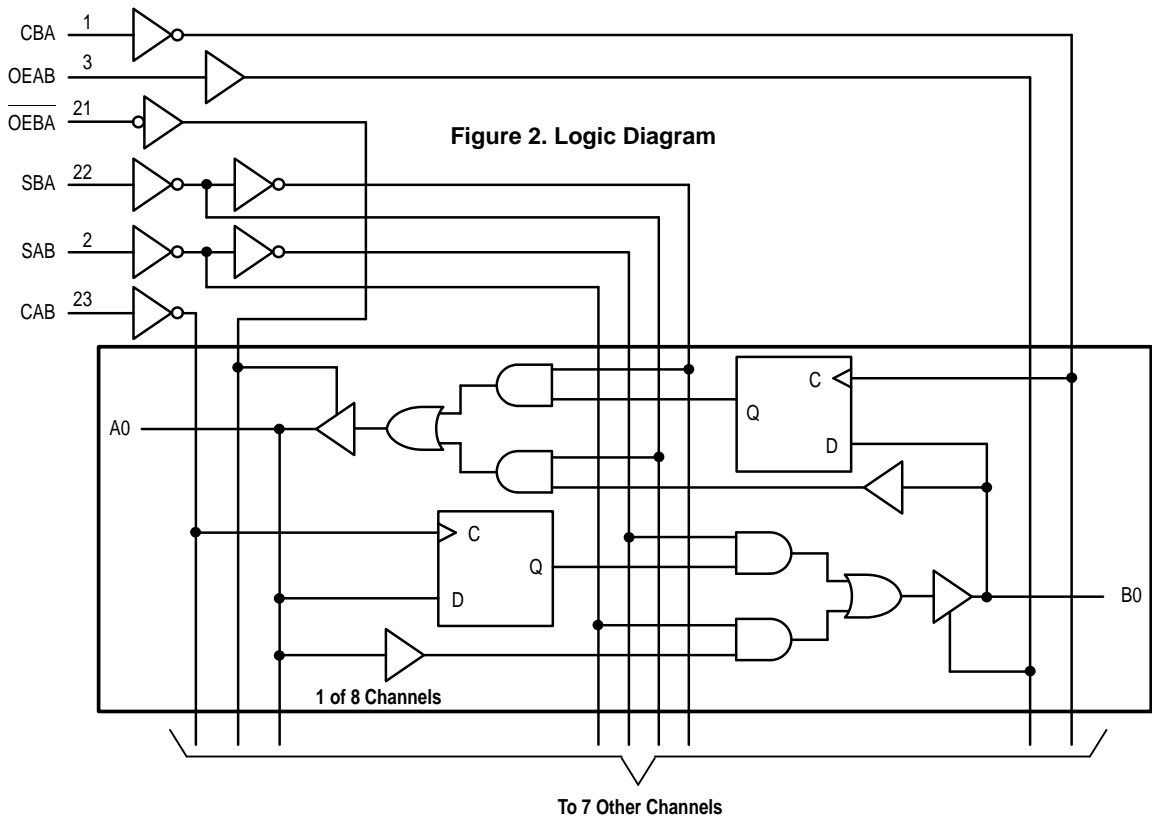 CBA 1
OEAB 3
OEBA 21
Figure 2. Logic Diagram
SBA 22
SAB 2
CAB 23
C
Q
A0
D
C
Q
D
B0
1 of 8 Channels
To 7 Other Channels